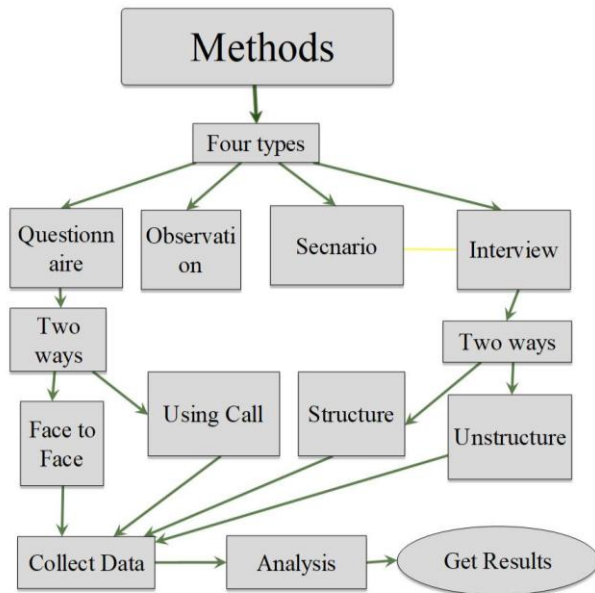 Methods
Four types
Questionn
aire
Observati
on
Secnario
Interview
Two
ways
Two ways
Face to
Face
Using Call
Structure
Unstructure
Collect Data
Analysis
Get Results